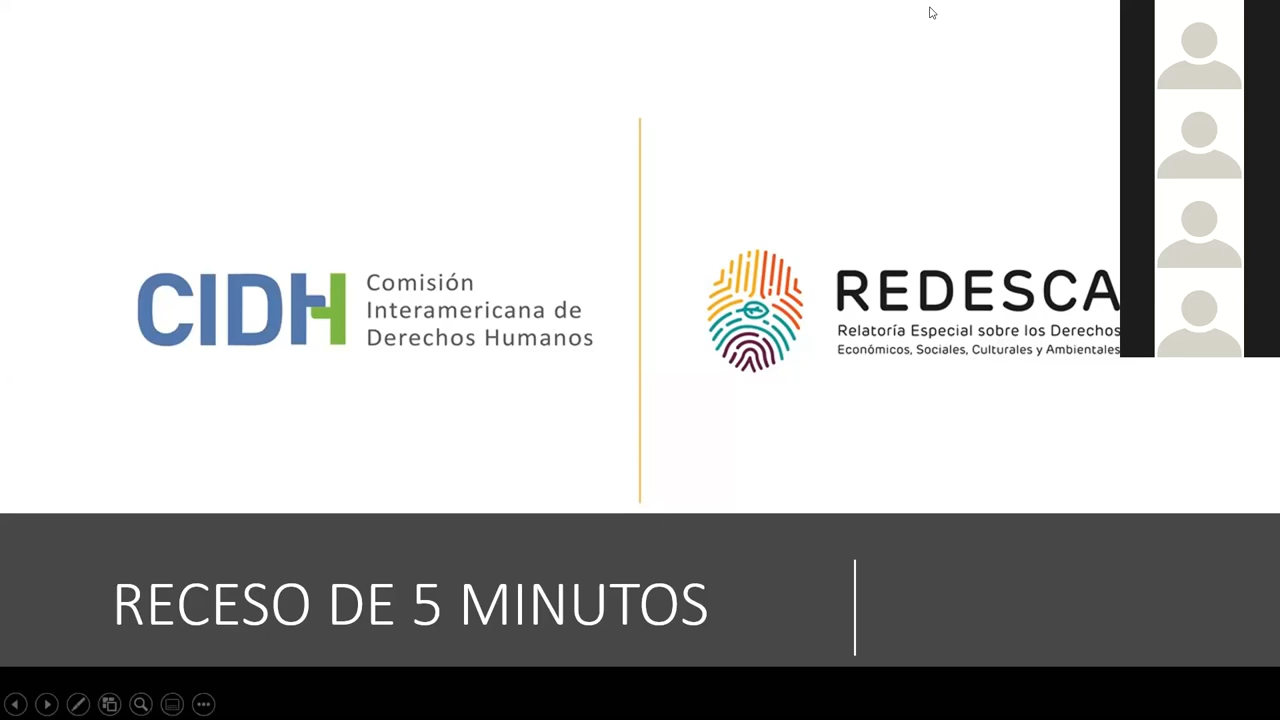 CIDH
Comisión
Interamericana de
Derechos Humanos
REDESCA
Relatoría Especial sobre los Derechos
Económicos, Sociales, Culturales y Ambientales
RECESO DE 5 MINUTOS